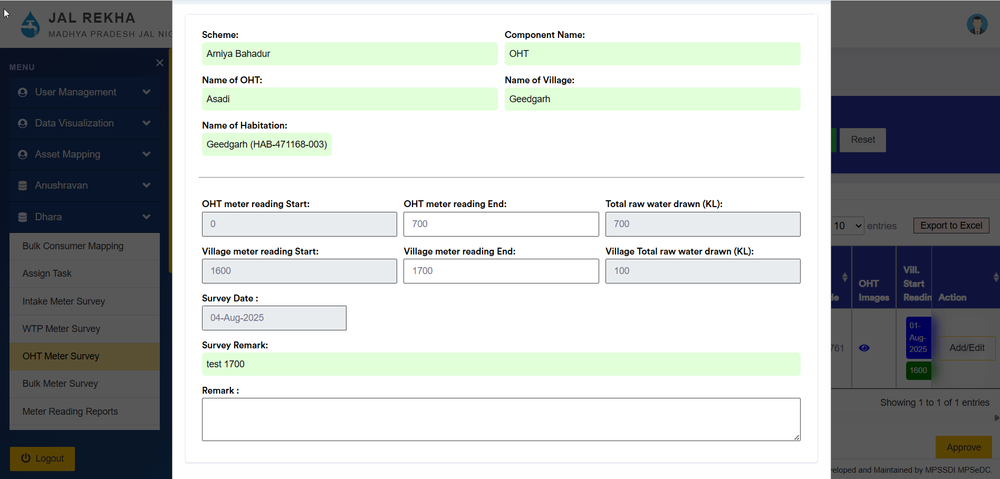 JAL REKHA
MADHYA PRADESH JAL
MENU
User Management
Data Visualization
Asset Mapping
Anushravan
Dhara
Bulk Consumer Mapping
Assign Task
Intake Meter Survey
WTP Meter Survey
OHT Meter Survey
Bulk Meter Survey
Meter Reading Reports
Logout
Scheme:
Arniya Bahadur
Component Name:
OHT
Name of OHT:
Asadi
Name of Village:
Geedgarh
Name of Habitation:
Geedgarh (HAB-471168-003)
OHT meter reading Start:
0
OHT meter reading End:
700
Total raw water drawn (KL):
700
Village meter reading Start:
1600
Village meter reading End:
1700
Village Total raw water drawn (KL):
100
Survey Date :
04-Aug-2025
Survey Remark:
test 1700
Remark :
Reset
10 entries
Export to Excel
OHT
Images
Vill.
Start
Action
761
01-
Aug-
2025
1600
Add/Edit
Showing 1 to 1 of 1 entries
Approve
and Maintained by MPSSDI MPSeDC.